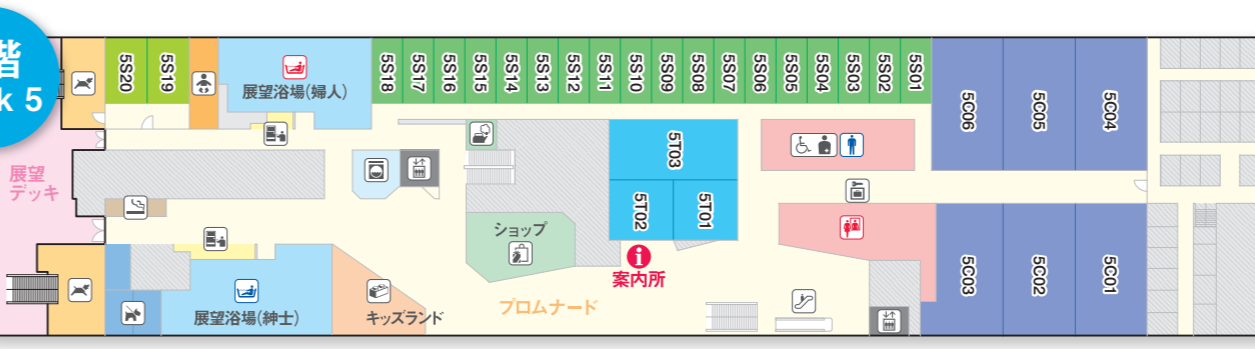 階
k 5
展望
デッキ
5S20
5S19
展望浴場(婦人)
5S18
5S17
5S16
5S15
5S14
5S13
5S12
5S11
5S10
5S09
5S08
5S07
5S06
5S05
5S04
5S03
5S02
5S01
5C06
5C05
5C04
5T03
5T02
5T01
ショップ
案内所
プロムナード
展望浴場(紳士)
キッズランド
5C03
5C02
5C01